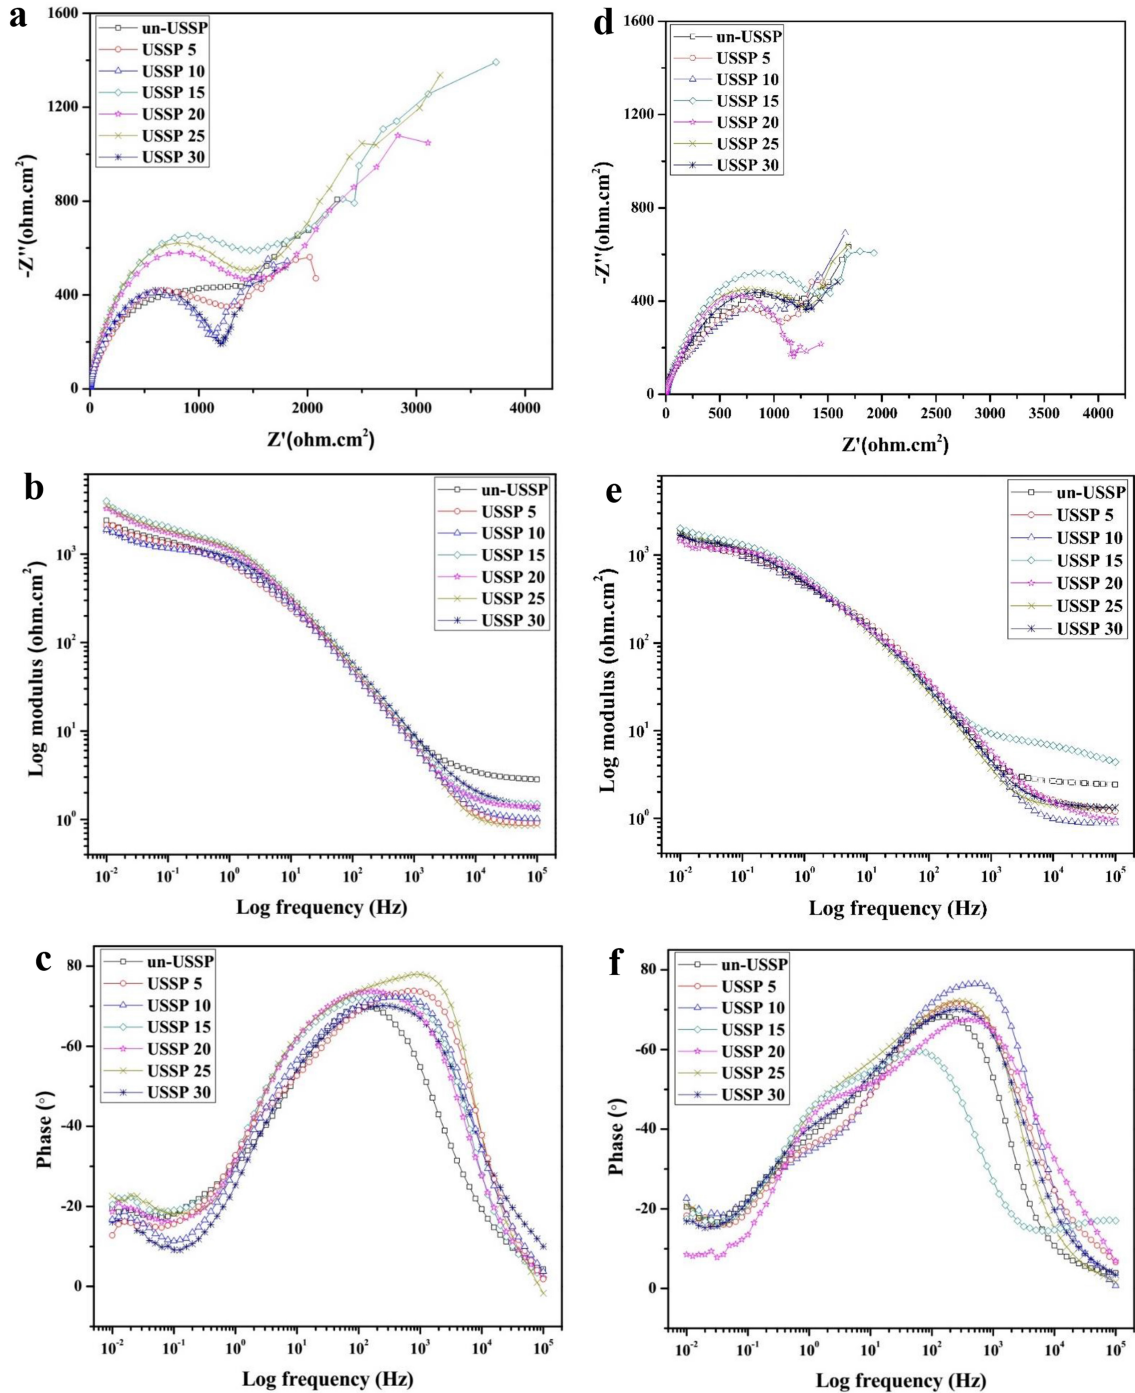 a
un-USSP
USSP 5
USSP 10
USSP 15
USSP 20
USSP 25
USSP 30
1600
1200
800
400
0
-Z''(ohm.cm²)
0 1000 2000 3000 4000
Z'(ohm.cm²)
d
un-USSP
USSP 5
USSP 10
USSP 15
USSP 20
USSP 25
USSP 30
1600
1200
800
400
0
-Z''(ohm.cm²)
0 500 1000 1500 2000 2500 3000 3500 4000
Z'(ohm.cm²)
b
un-USSP
USSP 5
USSP 10
USSP 15
USSP 20
USSP 25
USSP 30
10³
10²
10¹
10⁰
Log modulus (ohm.cm²)
10⁻² 10⁻¹ 10⁰ 10¹ 10² 10³ 10⁴ 10⁵
Log frequency (Hz)
e
un-USSP
USSP 5
USSP 10
USSP 15
USSP 20
USSP 25
USSP 30
10³
10²
10¹
10⁰
Log modulus (ohm.cm²)
10⁻² 10⁻¹ 10⁰ 10¹ 10² 10³ 10⁴ 10⁵
Log frequency (Hz)
c
un-USSP
USSP 5
USSP 10
USSP 15
USSP 20
USSP 25
USSP 30
80
-60
-40
-20
0
Phase (°)
10⁻² 10⁻¹ 10⁰ 10¹ 10² 10³ 10⁴ 10⁵
Log frequency (Hz)
f
un-USSP
USSP 5
USSP 10
USSP 15
USSP 20
USSP 25
USSP 30
80
-60
-40
-20
0
Phase (°)
10⁻² 10⁻¹ 10⁰ 10¹ 10² 10³ 10⁴ 10⁵
Log frequency (Hz)